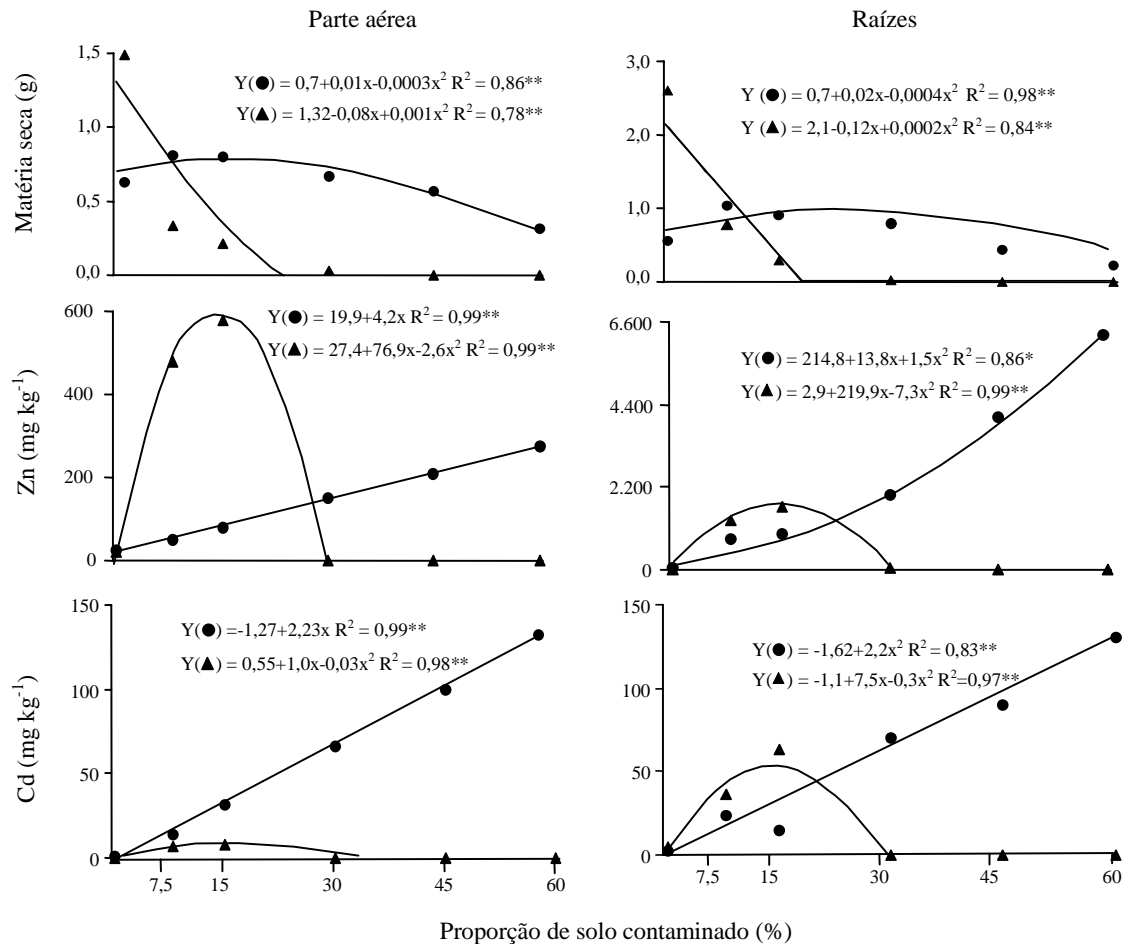 Parte aérea
Raízes
Matéria seca (g)
1,5
1,0
0,5
0,0
Y(●) = 0,7+0,01x-0,0003x² R² = 0,86**
Y(▲) = 1,32-0,08x+0,001x² R² = 0,78**
3,0
2,0
1,0
0,0
Y (●) = 0,7+0,02x-0,0004x² R² = 0,98**
Y (▲) = 2,1-0,12x+0,0002x² R² = 0,84**
Zn (mg kg⁻¹)
600
400
200
0
Y(●) = 19,9+4,2x R² = 0,99**
Y(▲) = 27,4+76,9x-2,6x² R² = 0,99**
6.600
4.400
2.200
0
Y(●) = 214,8+13,8x+1,5x² R² = 0,86*
Y(▲) = 2,9+219,9x-7,3x² R² = 0,99**
Cd (mg kg⁻¹)
150
100
50
0
Y(●) =-1,27+2,23x R² = 0,99**
Y(▲) = 0,55+1,0x-0,03x² R² = 0,98**
7,5 15 30 45 60
150
100
50
0
Y(●) = -1,62+2,2x² R² = 0,83**
Y(▲) = -1,1+7,5x-0,3x² R²=0,97**
7,5 15 30 45 60
Proporção de solo contaminado (%)